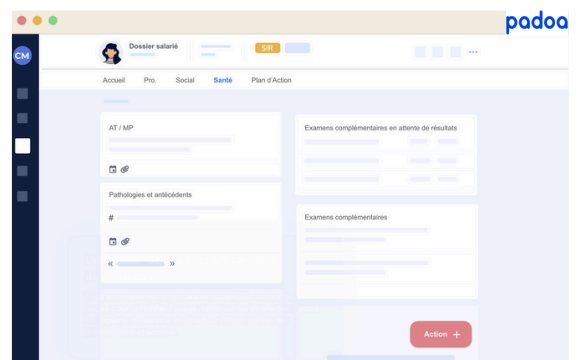 padoa
CM
Dossier salarié
SIR
Accueil Pro. Social Santé Plan d'Action
AT / MP
Examens complémentaires en attente de résultats
Pathologies et antécédents
#
Examens complémentaires
« »
Action +